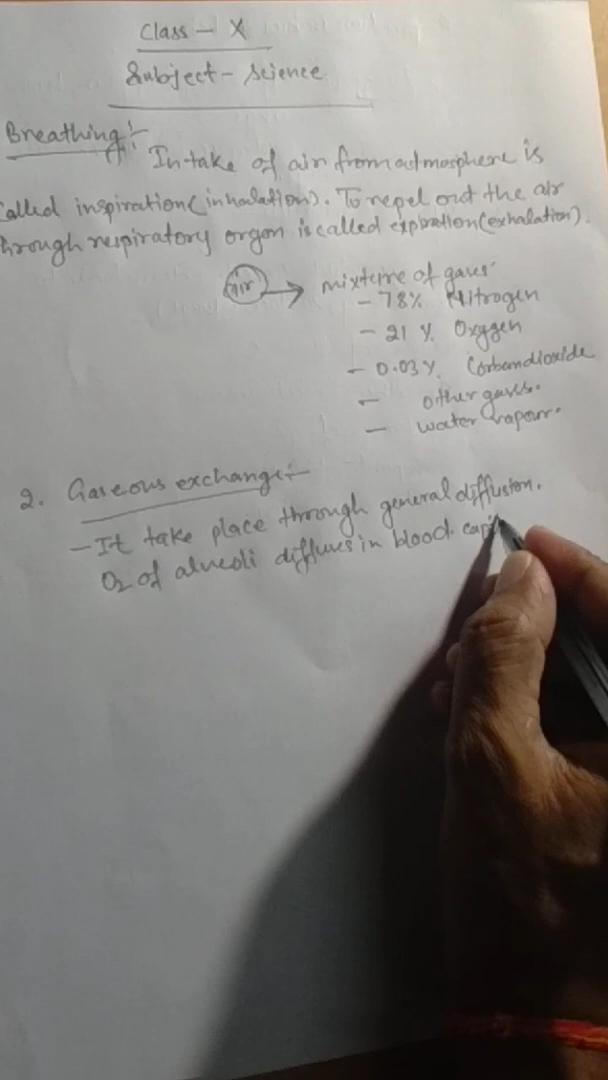 Class - X
Subject - Science
Breathing:-
Intake of air from atmosphere is
Called inspiration (inhalation). To repel out the air
through respiratory organ is called expiration (exhalation).
air → mixture of gases
- 78% Nitrogen
- 21 % Oxygen
- 0.03% Carbondioxide
- other gases.
- water vapour.
2. Gaseous exchange:-
- It take place through general diffusion.
O2 of alveoli diffuses in blood cap